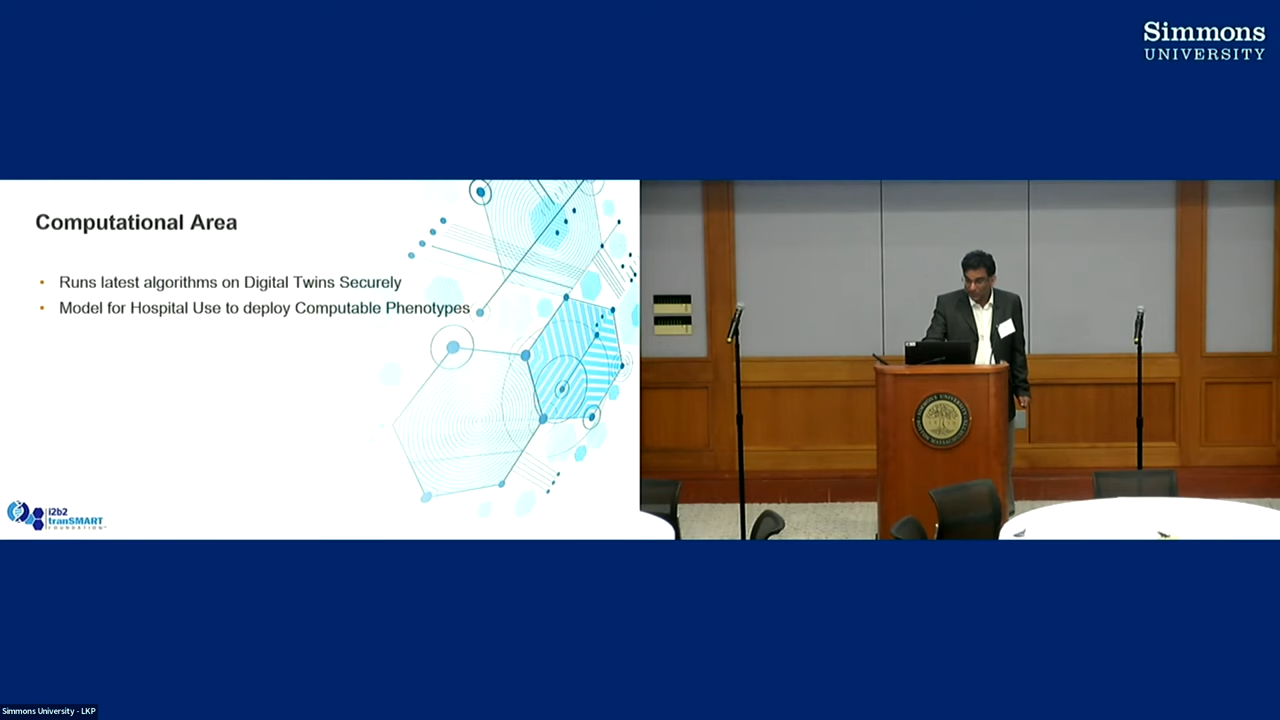 Simmons
UNIVERSITY
Computational Area
• Runs latest algorithms on Digital Twins Securely
• Model for Hospital Use to deploy Computable Phenotypes
i2b2
tranSMART
FOUNDATION
Simmons University - LKP